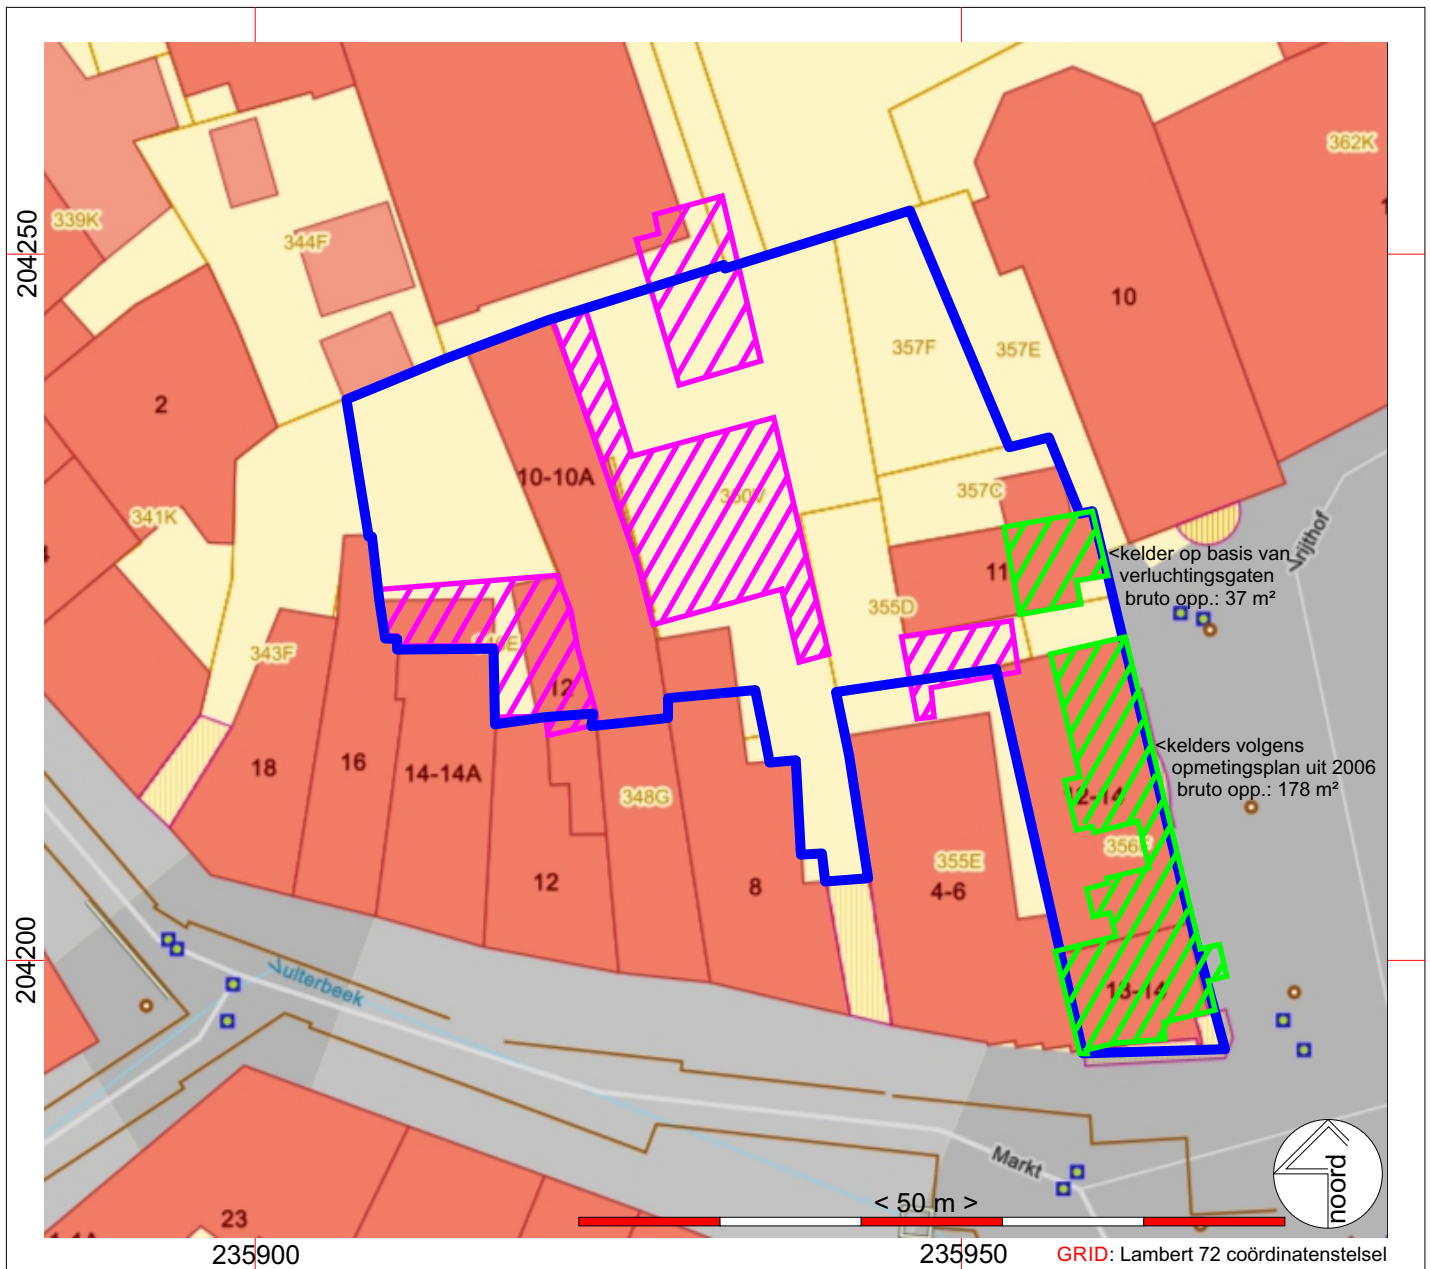 362K
339K
344F
204250
10
2
357F
357E
10-10A
350V
357C
341K
Vrijthof
<kelder op basis van
verluchtingsgaten
bruto opp.: 37 m²
11
355D
343F
12
18
16
14-14A
348G
<kelders volgens
opmetingsplan uit 2006
bruto opp.: 178 m²
12-14
355E
4-6
12
8
204200
Vulterbeek
13-14
Markt
noord
< 50 m >
23
235900
235950
GRID: Lambert 72 coördinatenstelsel